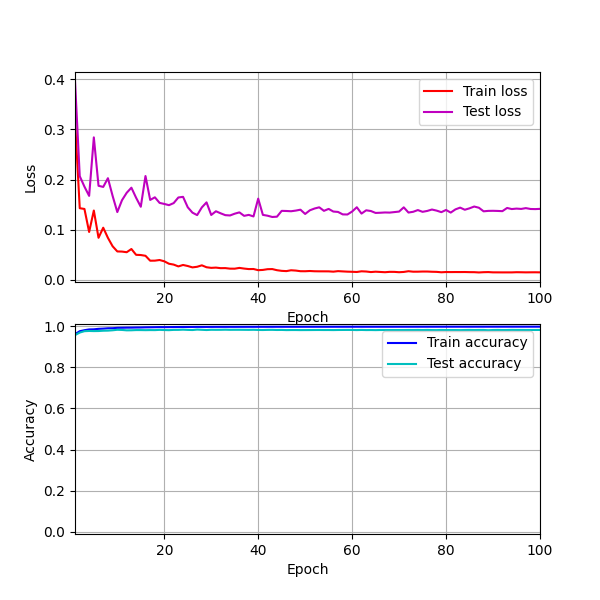 0.4
0.3
0.2
0.1
0.0
Loss
Train loss
Test loss
20 40 60 80 100
Epoch
1.0
0.8
0.6
0.4
0.2
0.0
Accuracy
Train accuracy
Test accuracy
20 40 60 80 100
Epoch